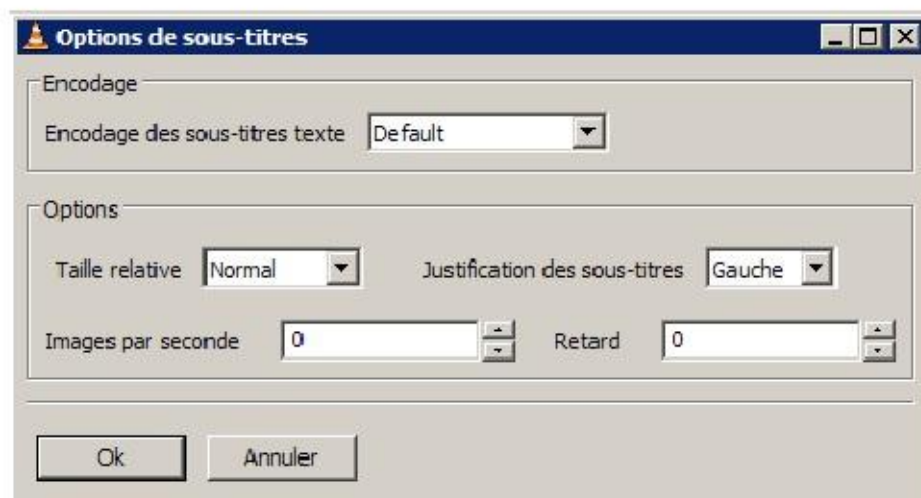 Options de sous-titres
Encodage
Encodage des sous-titres texte Default
Options
Taille relative Normal Justification des sous-titres Gauche
Images par seconde 0 Retard 0
Ok Annuler